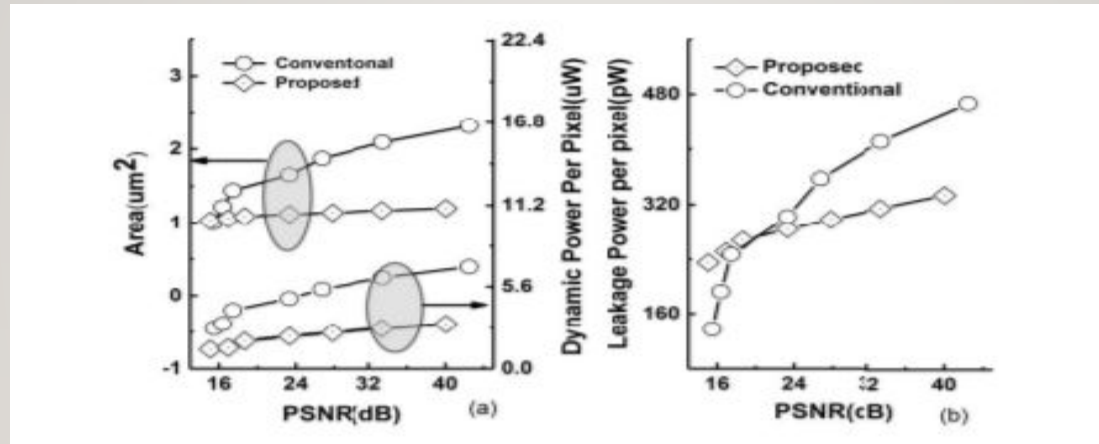 Conventonal
Proposed
Area(um²)
3
2
1
0
-1
16
24
32
40
PSNR(dB)
(a)
22.4
16.8
11.2
5.6
0.0
Dynamic Power Per Pixel(uW)
Leakage Power per pixel(pW)
Proposec
Conventional
480
320
160
16
24
32
40
PSNR(cB)
(b)